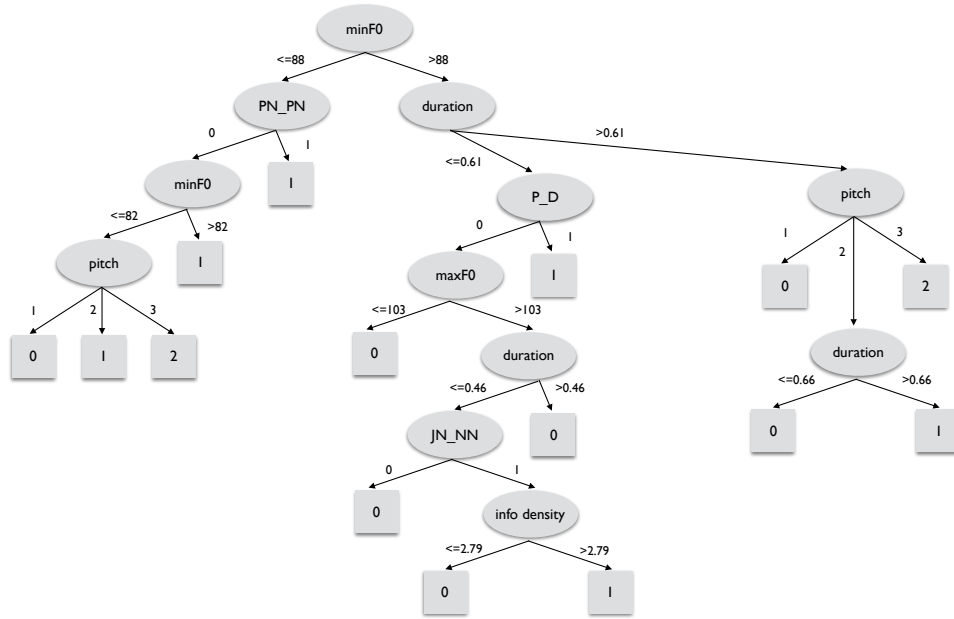 minF0
<=88 >88
PN_PN duration
0 1 <=0.61 >0.61
minF0 1 P_D pitch
<=82 >82 0 1 1 2 3
pitch 1 maxF0 1 0 2
1 2 3 <=103 >103
0 1 2 0 duration duration
<=0.46 >0.46 <=0.66 >0.66
JN_NN 0 0 1
0 1
0 info density
<=2.79 >2.79
0 1